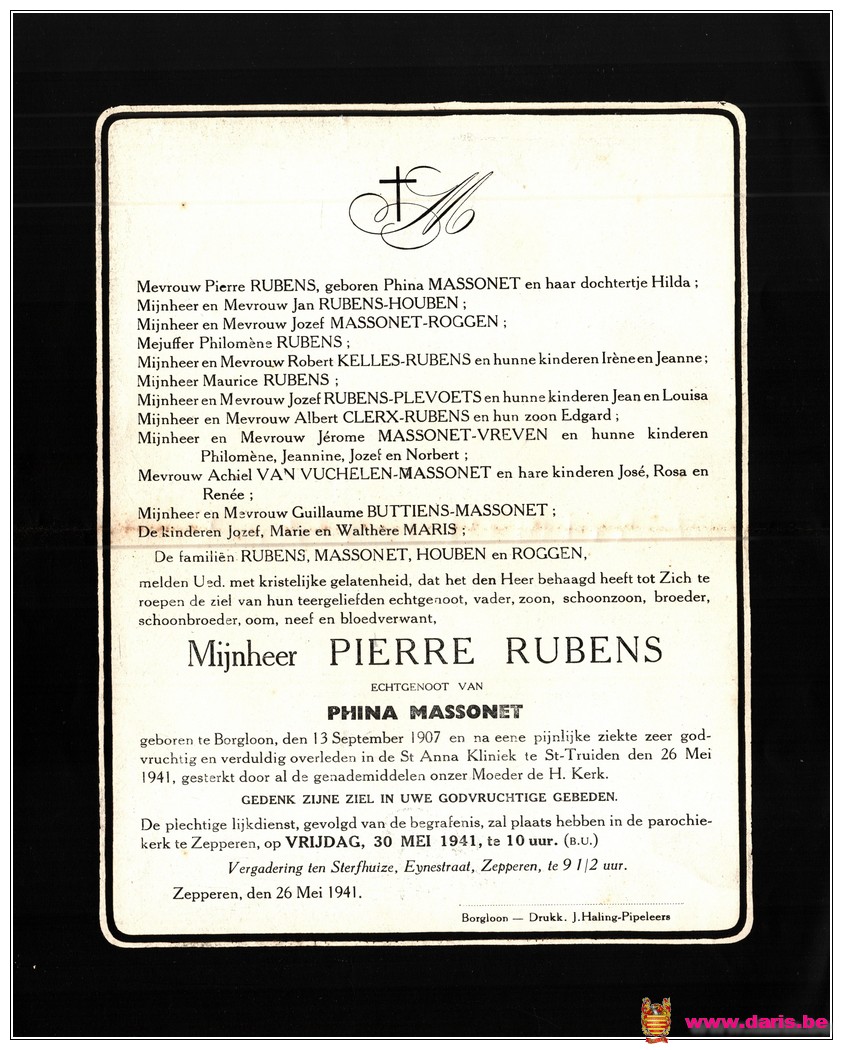 M
Mevrouw Pierre RUBENS, geboren Phina MASSONET en haar dochtertje Hilda ;
Mijnheer en Mevrouw Jan RUBENS-HOUBEN ;
Mijnheer en Mevrouw Jozef MASSONET-ROGGEN ;
Mejuffer Philomène RUBENS ;
Mijnheer en Mevrouw Robert KELLES-RUBENS en hunne kinderen Irène en Jeanne ;
Mijnheer Maurice RUBENS ;
Mijnheer en Mevrouw Jozef RUBENS-PLEVOETS en hunne kinderen Jean en Louisa
Mijnheer en Mevrouw Albert CLERX-RUBENS en hun zoon Edgard ;
Mijnheer en Mevrouw Jérome MASSONET-VREVEN en hunne kinderen
Philomène, Jeannine, Jozef en Norbert ;
Mevrouw Achiel VAN VUCHELEN-MASSONET en hare kinderen José, Rosa en
Renée ;
Mijnheer en Mevrouw Guillaume BUTTIENS-MASSONET ;
De kinderen Jozef, Marie en Walthère MARIS ;
De familiën RUBENS, MASSONET, HOUBEN en ROGGEN,
melden Ued. met kristelijke gelatenheid, dat het den Heer behaagd heeft tot Zich te
roepen de ziel van hun teergeliefden echtgenoot, vader, zoon, schoonzoon, broeder,
schoonbroeder, oom, neef en bloedverwant,
Mijnheer PIERRE RUBENS
ECHTGENOOT VAN
PHINA MASSONET
geboren te Borgloon, den 13 September 1907 en na eene pijnlijke ziekte zeer god-
vruchtig en verduldig overleden in de St Anna Kliniek te St-Truiden den 26 Mei
1941, gesterkt door al de genademiddelen onzer Moeder de H. Kerk.
GEDENK ZIJNE ZIEL IN UWE GODVRUCHTIGE GEBEDEN.
De plechtige lijkdienst, gevolgd van de begrafenis, zal plaats hebben in de parochie-
kerk te Zepperen, op VRIJDAG, 30 MEI 1941, te 10 uur. (B.U.)
Vergadering ten Sterfhuize, Eynestraat, Zepperen, te 9 1/2 uur.
Zepperen, den 26 Mei 1941.
Borgloon — Drukk. J. Haling-Pipeleers
www.daris.be